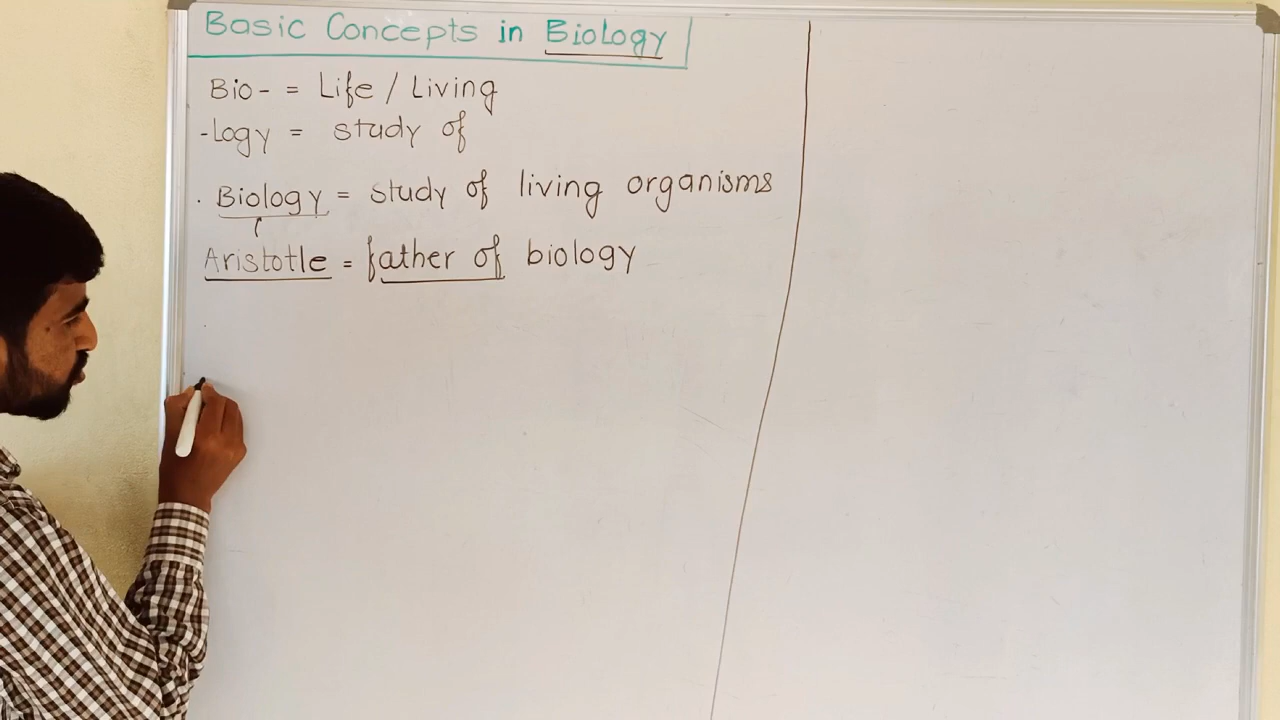 Basic Concepts in Biology
Bio- = Life / Living
-logy = study of
. Biology = study of living organisms
Aristotle = father of biology